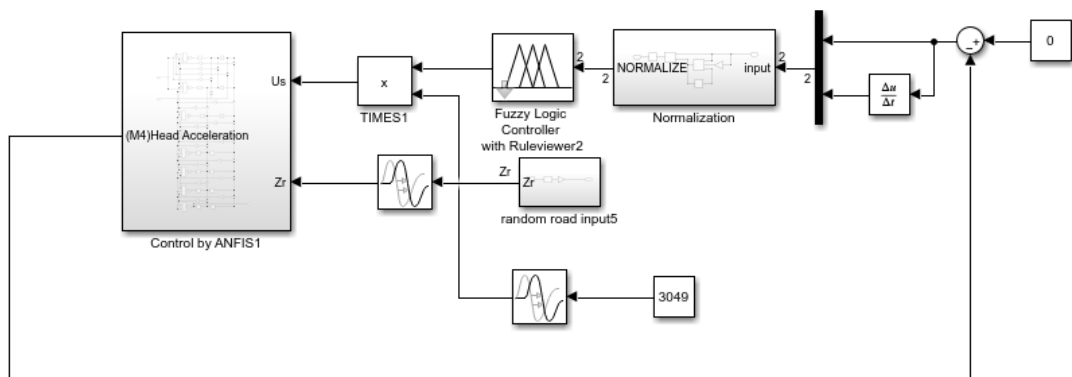 0
Us
x
TIMES1
2
2
NORMALIZE
input
2
2
Δu
Δt
Fuzzy Logic
Controller
with Ruleviewer2
Normalization
(M4)Head Acceleration
Zr
Zr
Zr
random road input5
Control by ANFIS1
3049